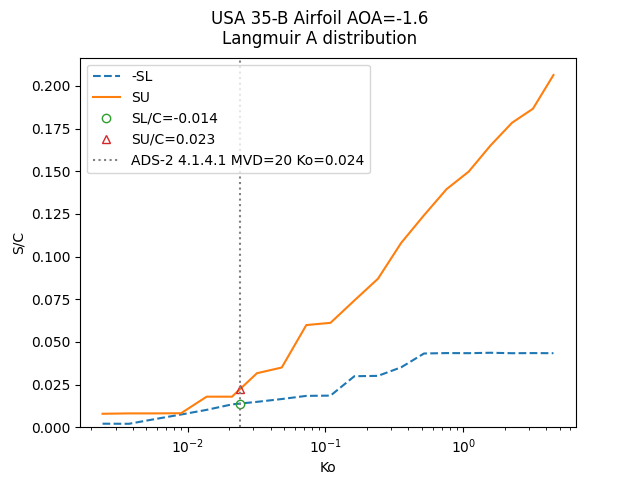 USA 35-B Airfoil AOA=-1.6
Langmuir A distribution
-SL
SU
SL/C=-0.014
SU/C=0.023
ADS-2 4.1.4.1 MVD=20 Ko=0.024
S/C
0.200
0.175
0.150
0.125
0.100
0.075
0.050
0.025
0.000
10⁻²
10⁻¹
10⁰
Ko